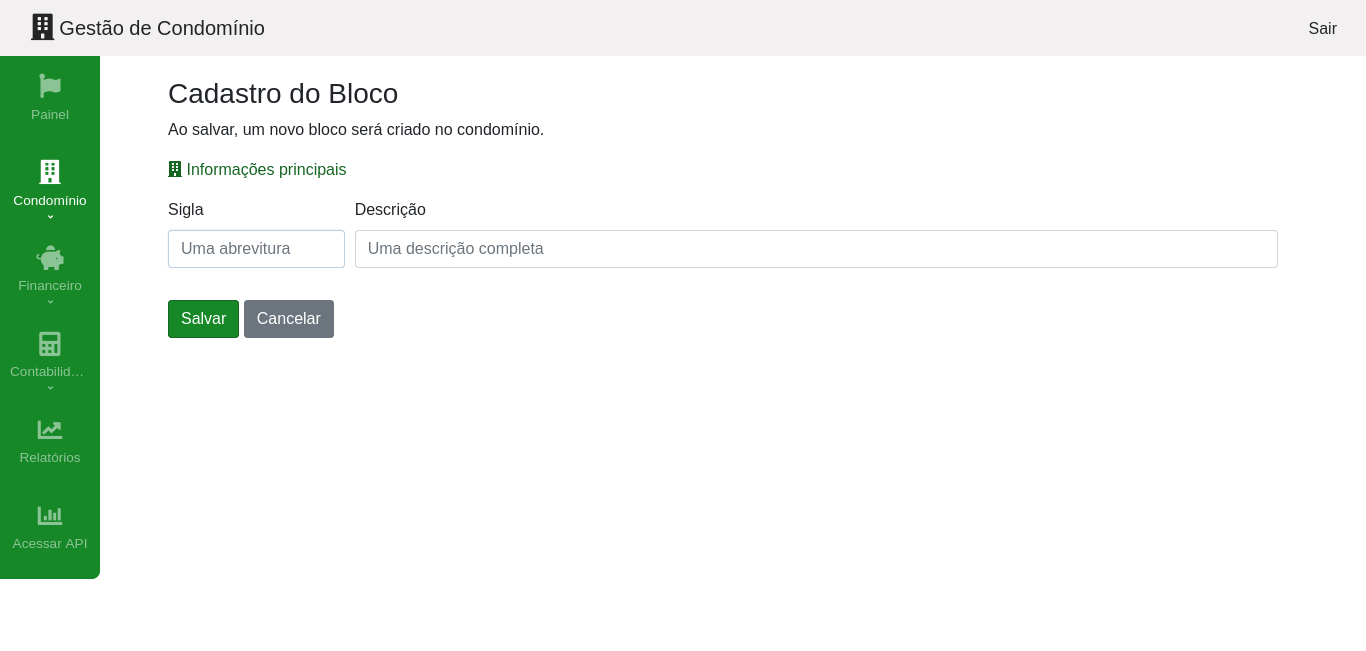 Gestão de Condomínio
Sair
Painel
Condomínio
Financeiro
Contabilid…
Relatórios
Acessar API
Cadastro do Bloco
Ao salvar, um novo bloco será criado no condomínio.
Informações principais
Sigla Descrição
Uma abrevitura Uma descrição completa
Salvar Cancelar